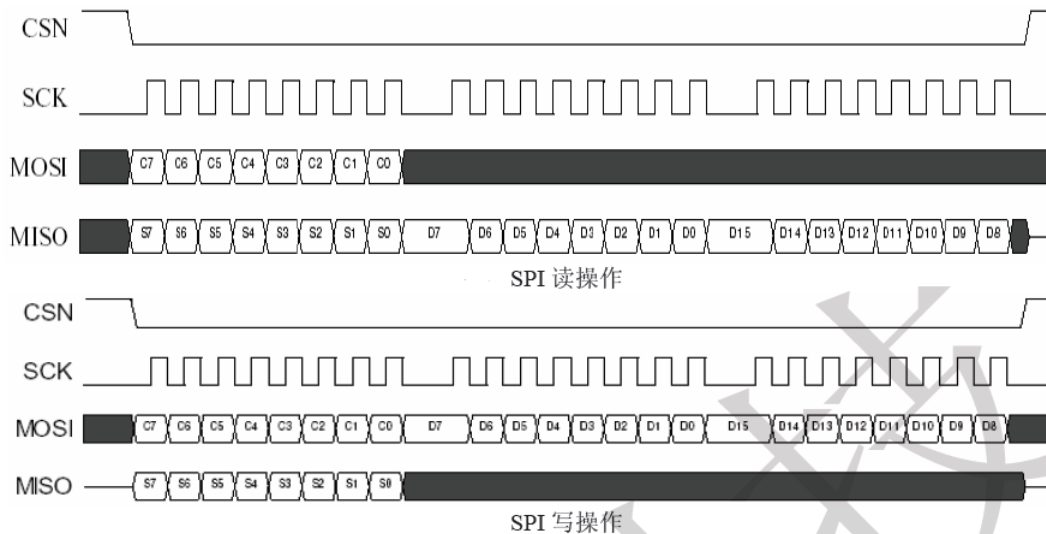 CSN
SCK
MOSI C7 C6 C5 C4 C3 C2 C1 C0
MISO S7 S6 S5 S4 S3 S2 S1 S0 D7 D6 D5 D4 D3 D2 D1 D0 D15 D14 D13 D12 D11 D10 D9 D8
SPI 读操作
CSN
SCK
MOSI C7 C6 C5 C4 C3 C2 C1 C0 D7 D6 D5 D4 D3 D2 D1 D0 D15 D14 D13 D12 D11 D10 D9 D8
MISO S7 S6 S5 S4 S3 S2 S1 S0
SPI 写操作